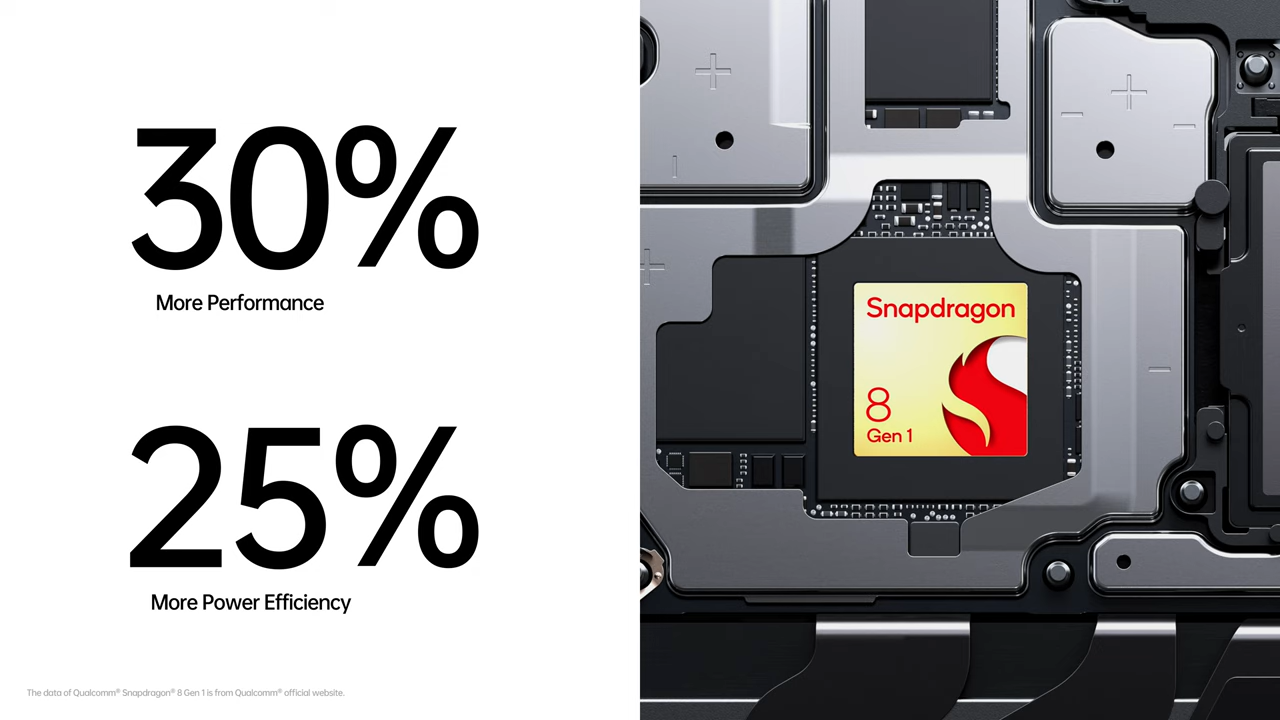 30%
More Performance
25%
More Power Efficiency
The data of Qualcomm® Snapdragon® 8 Gen 1 is from Qualcomm® official website.
Snapdragon
8
Gen 1